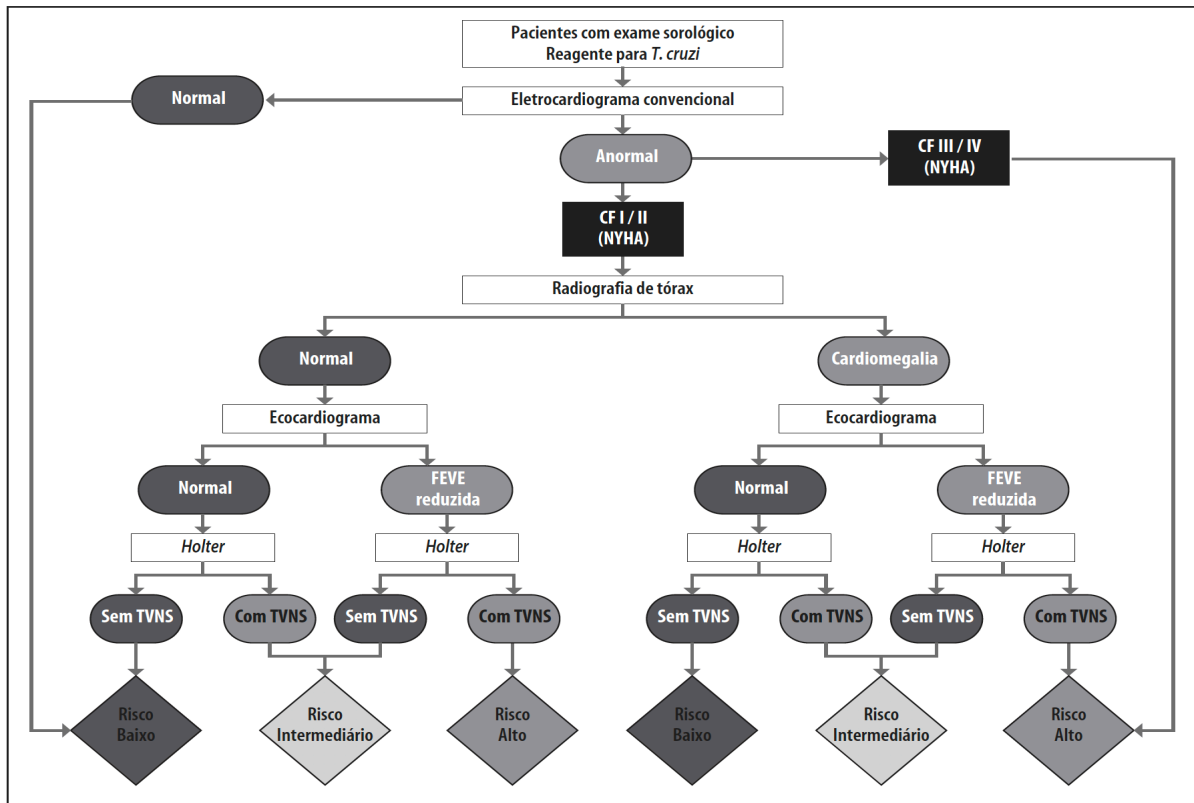 Pacientes com exame sorológico
Reagente para T. cruzi
Normal
Eletrocardiograma convencional
Anormal
CF III / IV
(NYHA)
CF I / II
(NYHA)
Radiografia de tórax
Normal
Cardiomegalia
Ecocardiograma
Ecocardiograma
Normal
FEVE
reduzida
Normal
FEVE
reduzida
Holter
Holter
Holter
Holter
Sem TVNS
Com TVNS
Sem TVNS
Com TVNS
Sem TVNS
Com TVNS
Sem TVNS
Com TVNS
Risco
Baixo
Risco
Intermediário
Risco
Alto
Risco
Baixo
Risco
Intermediário
Risco
Alto